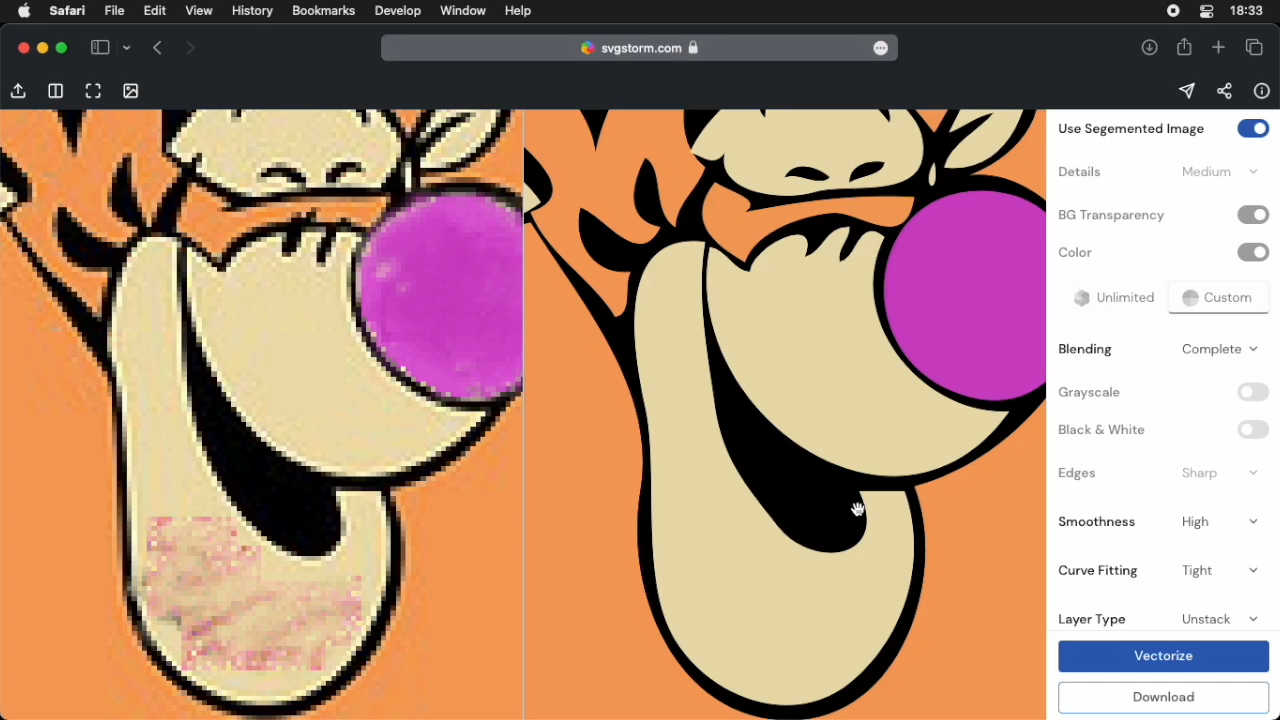 Safari File Edit View History Bookmarks Develop Window Help 18:33
svgstorm.com
Use Segemented Image
Details Medium
BG Transparency
Color
Unlimited Custom
Blending Complete
Grayscale
Black & White
Edges Sharp
Smoothness High
Curve Fitting Tight
Layer Type Unstack
Vectorize
Download